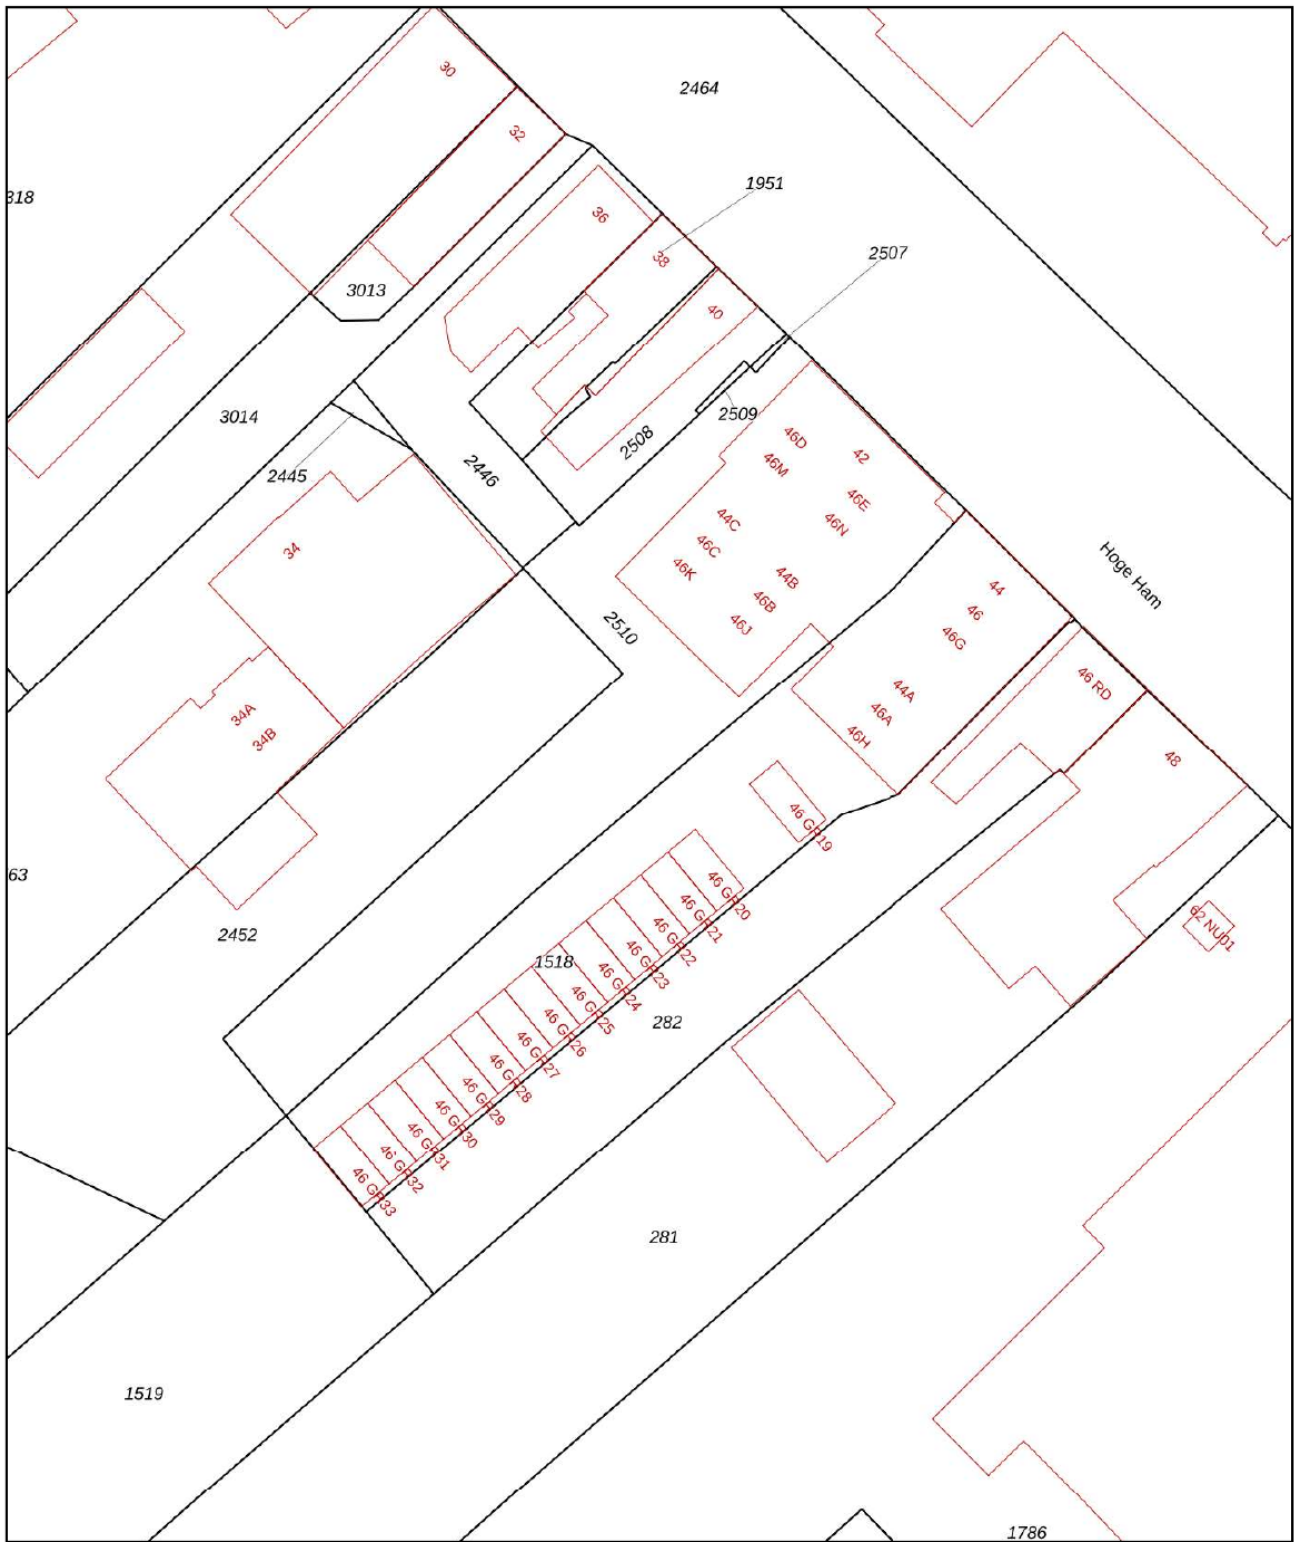 30
2464
32
318
1951
36
2507
38
3013
40
3014
2509
46D
42
2508
46M
2446
2445
46E
44C
46N
46C
34
46K
44B
Hoge Ham
44
46B
46
46J
2510
46G
46 RD
44A
34A
46A
34B
46H
48
46 GR19
63
46 GR20
46 GR21
62 NU01
2452
46 GR22
46 GR23
1518
46 GR24
46 GR25
282
46 GR26
46 GR27
46 GR28
46 GR29
46 GR30
46 GR31
46 GR32
46 GR33
281
1519
1786